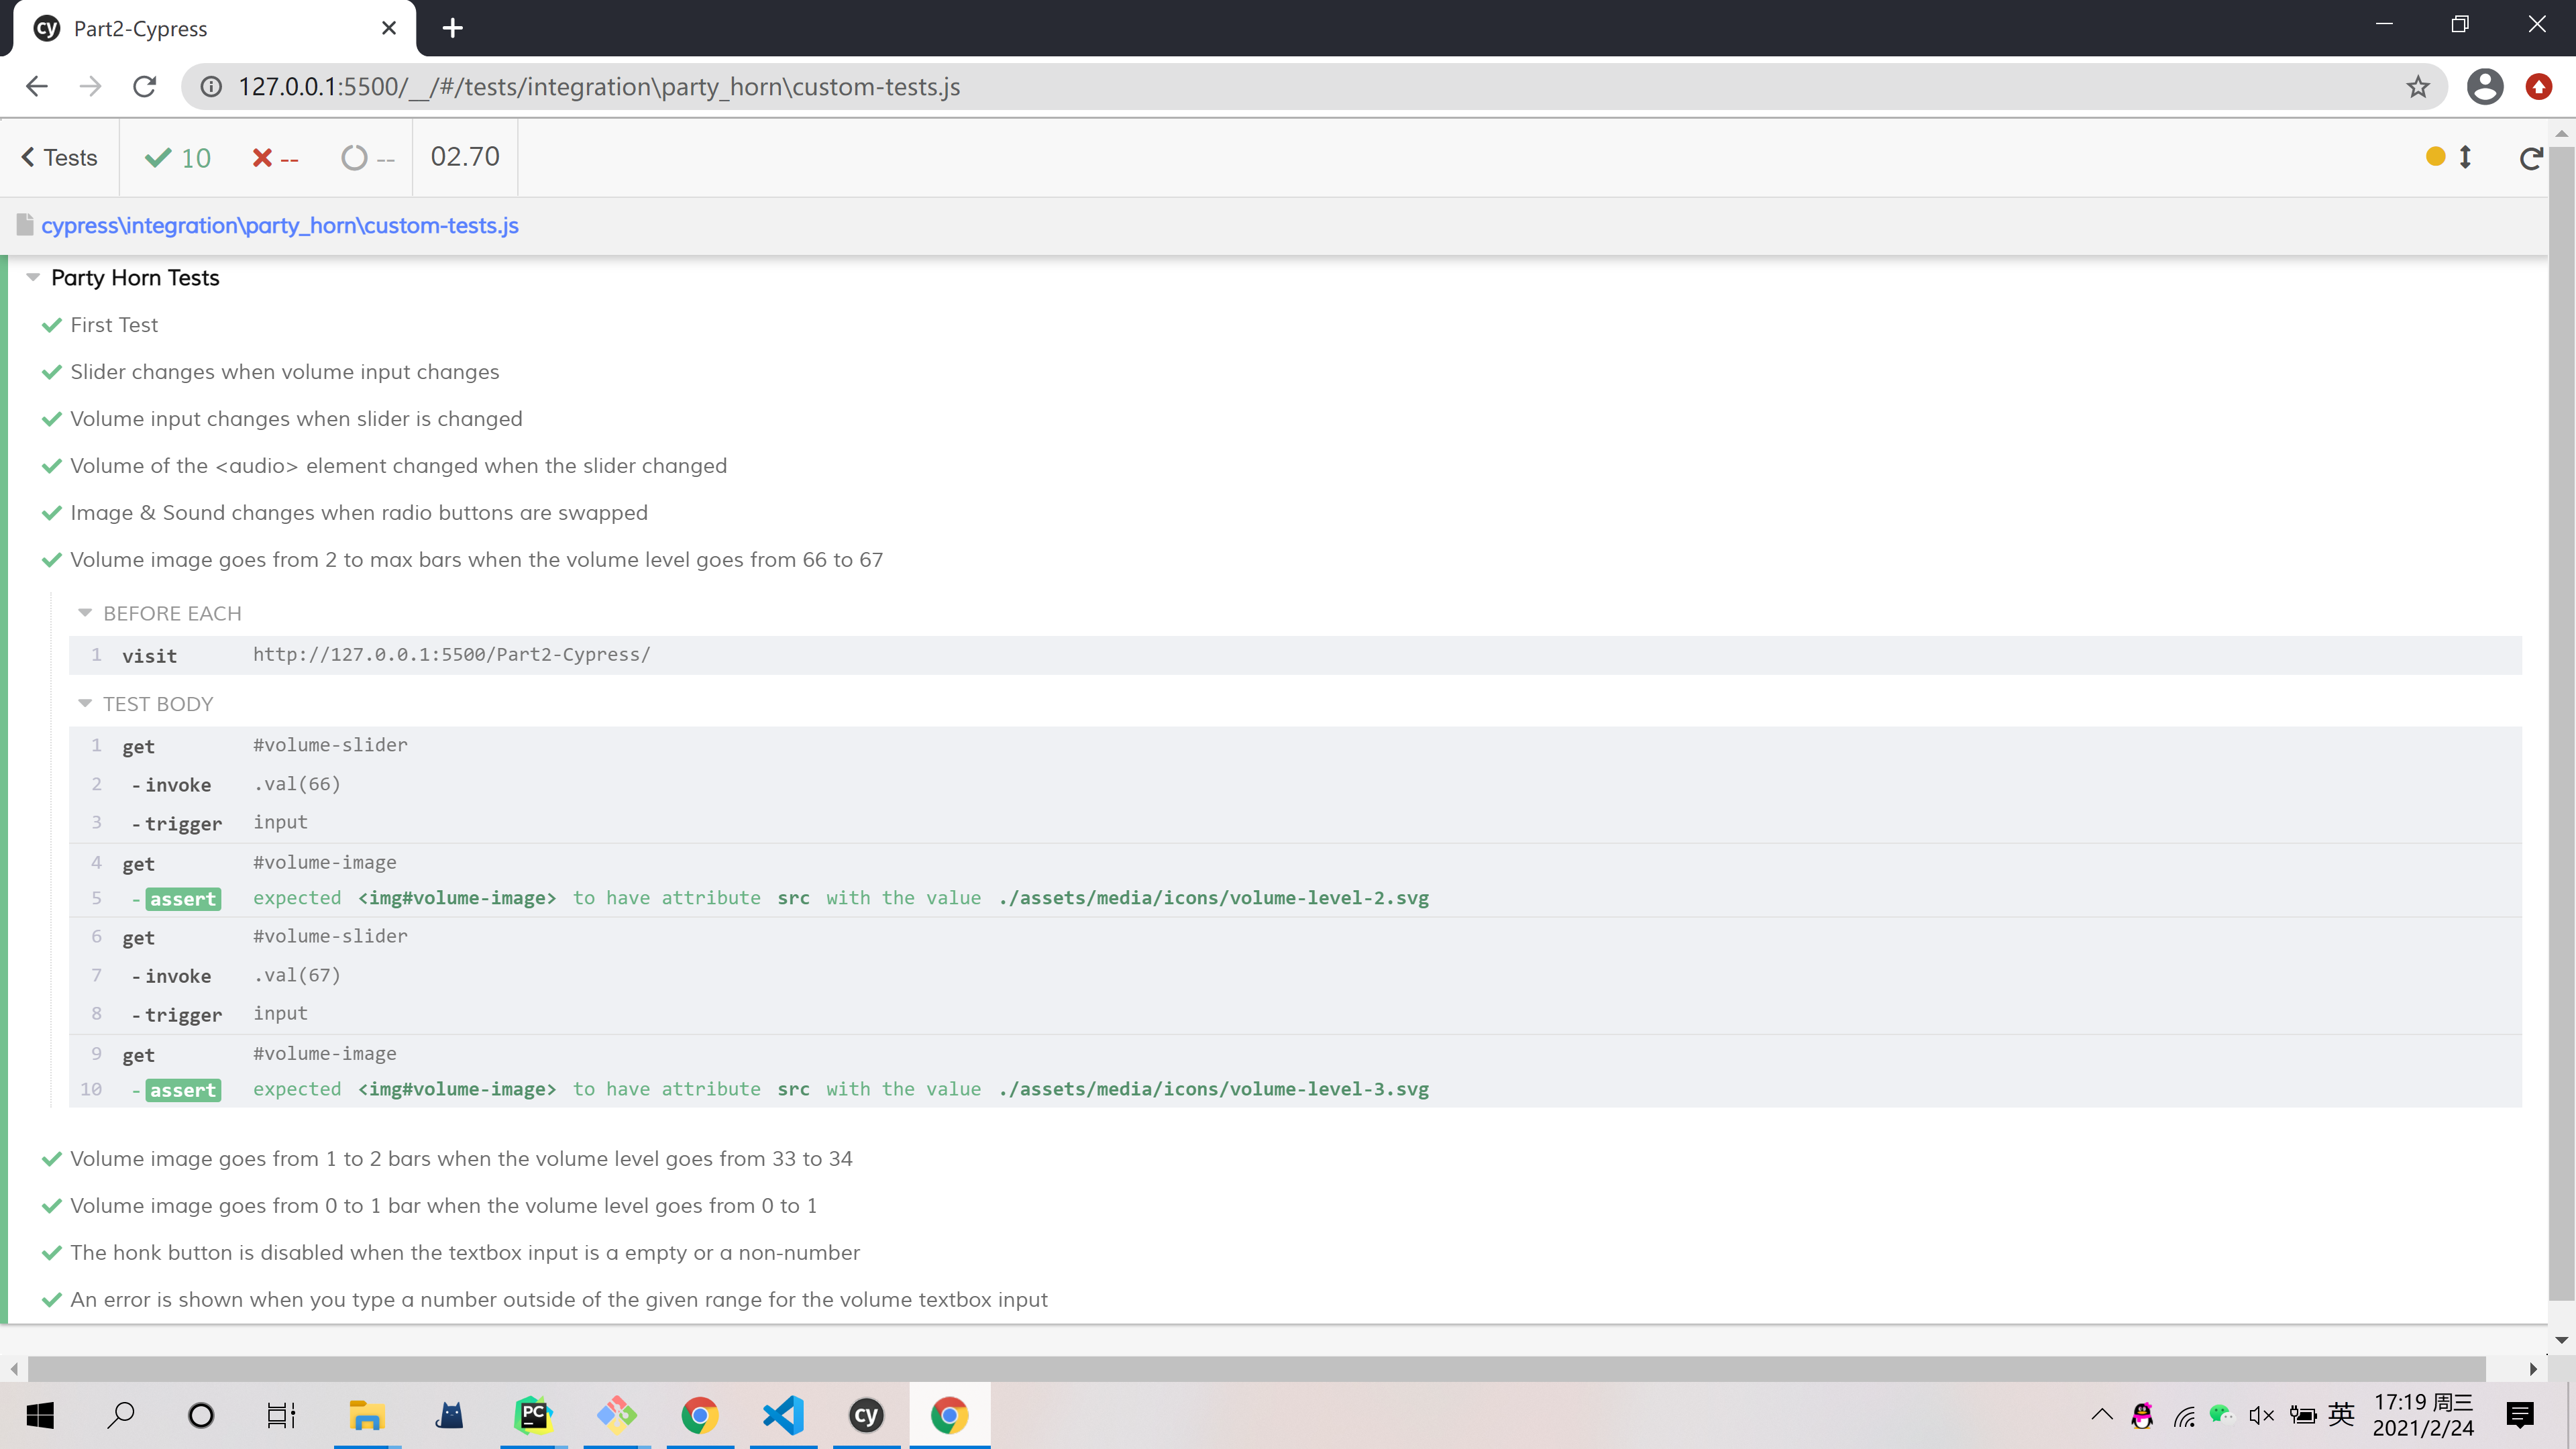 cy Part2-Cypress
127.0.0.1:5500/__/#/tests/integration\party_horn\custom-tests.js
Tests 10 -- -- 02.70
cypress\integration\party_horn\custom-tests.js
Party Horn Tests
First Test
Slider changes when volume input changes
Volume input changes when slider is changed
Volume of the <audio> element changed when the slider changed
Image & Sound changes when radio buttons are swapped
Volume image goes from 2 to max bars when the volume level goes from 66 to 67
BEFORE EACH
1 visit http://127.0.0.1:5500/Part2-Cypress/
TEST BODY
1 get #volume-slider
2 -invoke .val(66)
3 -trigger input
4 get #volume-image
5 -assert expected <img#volume-image> to have attribute src with the value ./assets/media/icons/volume-level-2.svg
6 get #volume-slider
7 -invoke .val(67)
8 -trigger input
9 get #volume-image
10 -assert expected <img#volume-image> to have attribute src with the value ./assets/media/icons/volume-level-3.svg
Volume image goes from 1 to 2 bars when the volume level goes from 33 to 34
Volume image goes from 0 to 1 bar when the volume level goes from 0 to 1
The honk button is disabled when the textbox input is a empty or a non-number
An error is shown when you type a number outside of the given range for the volume textbox input
PC cy 英 17:19 周三
2021/2/24